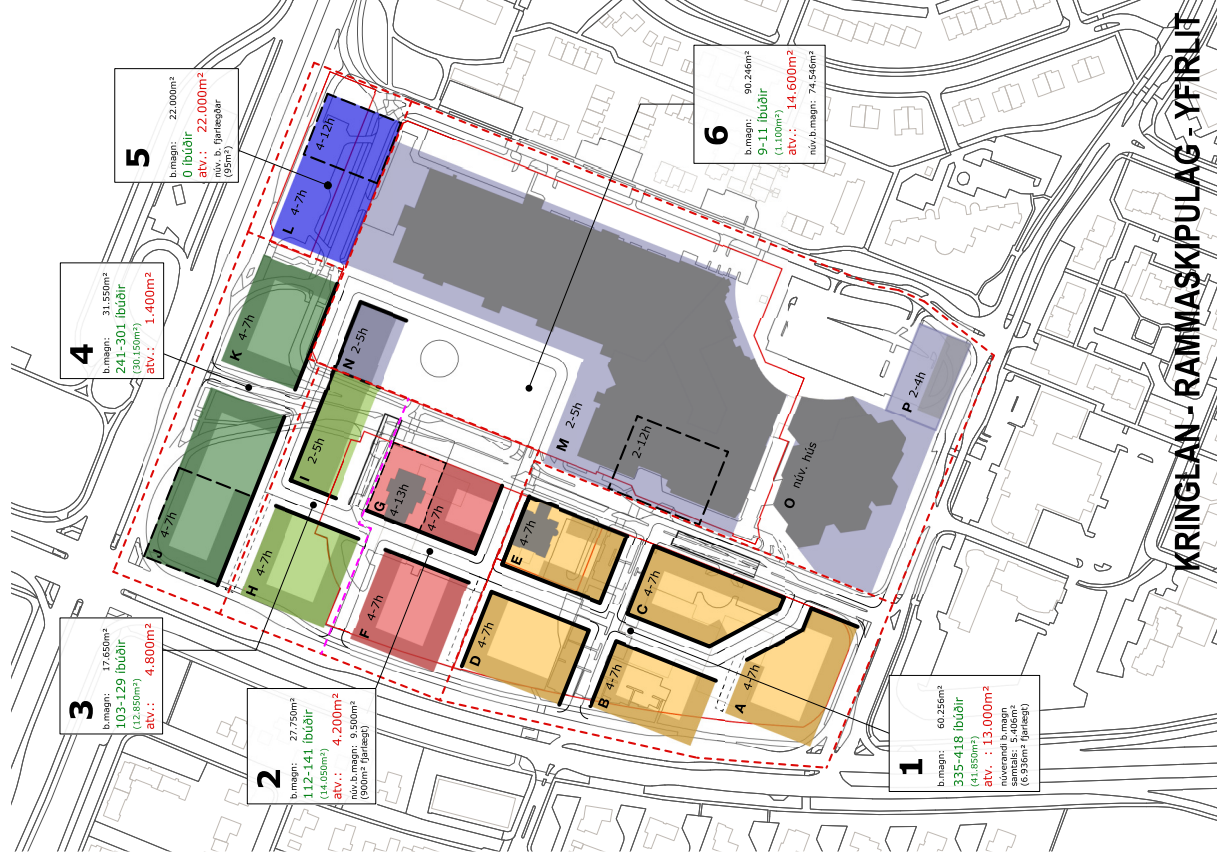 KRINGLAN - RAMMASKIPULAG - YFIRLIT
1
b.magn: 60.256m²
335-418 íbúðir
(41.850m²)
atv. : 13.000m²
núverandi b.magn
samtals: 5.406m²
(6.936m² fjarlægt)
2
b.magn: 27.750m²
112-141 íbúðir
(14.050m²)
atv.: 4.200m²
núv.b.magn: 9.500m²
(900m² fjarlægt)
3
b.magn: 17.650m²
103-129 íbúðir
(12.850m²)
atv.: 4.800m²
4
b.magn: 31.550m²
241-301 íbúðir
(30.150m²)
atv.: 1.400m²
5
b.magn: 22.000m²
0 íbúðir
atv.: 22.000m²
núv. b. fjarlægðar
(95m²)
6
b.magn: 90.246m²
9-11 íbúðir
(1.100m²)
atv.: 14.600m²
núv.b.magn: 74.546m²
A 4-7h
B 4-7h
C 4-7h
D 4-7h
E 4-7h
F 4-7h
G 4-13h
4-7h
H 4-7h
I 2-5h
J 4-7h
K 4-7h
L 4-7h
4-12h
M 2-5h
2-12h
N 2-5h
O núv. hús
P 2-4h